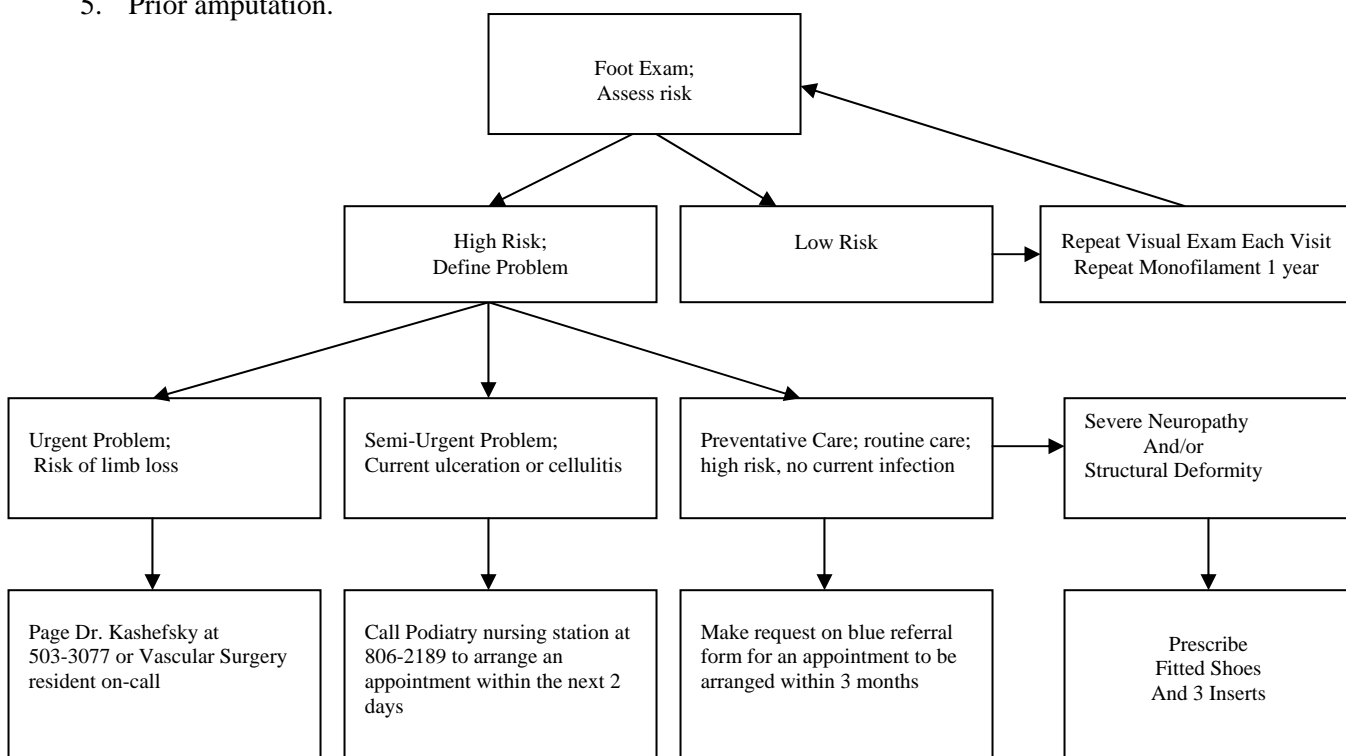 5. Prior amputation.
Foot Exam;
Assess risk
High Risk;
Define Problem
Low Risk
Repeat Visual Exam Each Visit
Repeat Monofilament 1 year
Urgent Problem;
Risk of limb loss
Semi-Urgent Problem;
Current ulceration or cellulitis
Preventative Care; routine care;
high risk, no current infection
Severe Neuropathy
And/or
Structural Deformity
Page Dr. Kashefsky at
503-3077 or Vascular Surgery
resident on-call
Call Podiatry nursing station at
806-2189 to arrange an
appointment within the next 2
days
Make request on blue referral
form for an appointment to be
arranged within 3 months
Prescribe
Fitted Shoes
And 3 Inserts